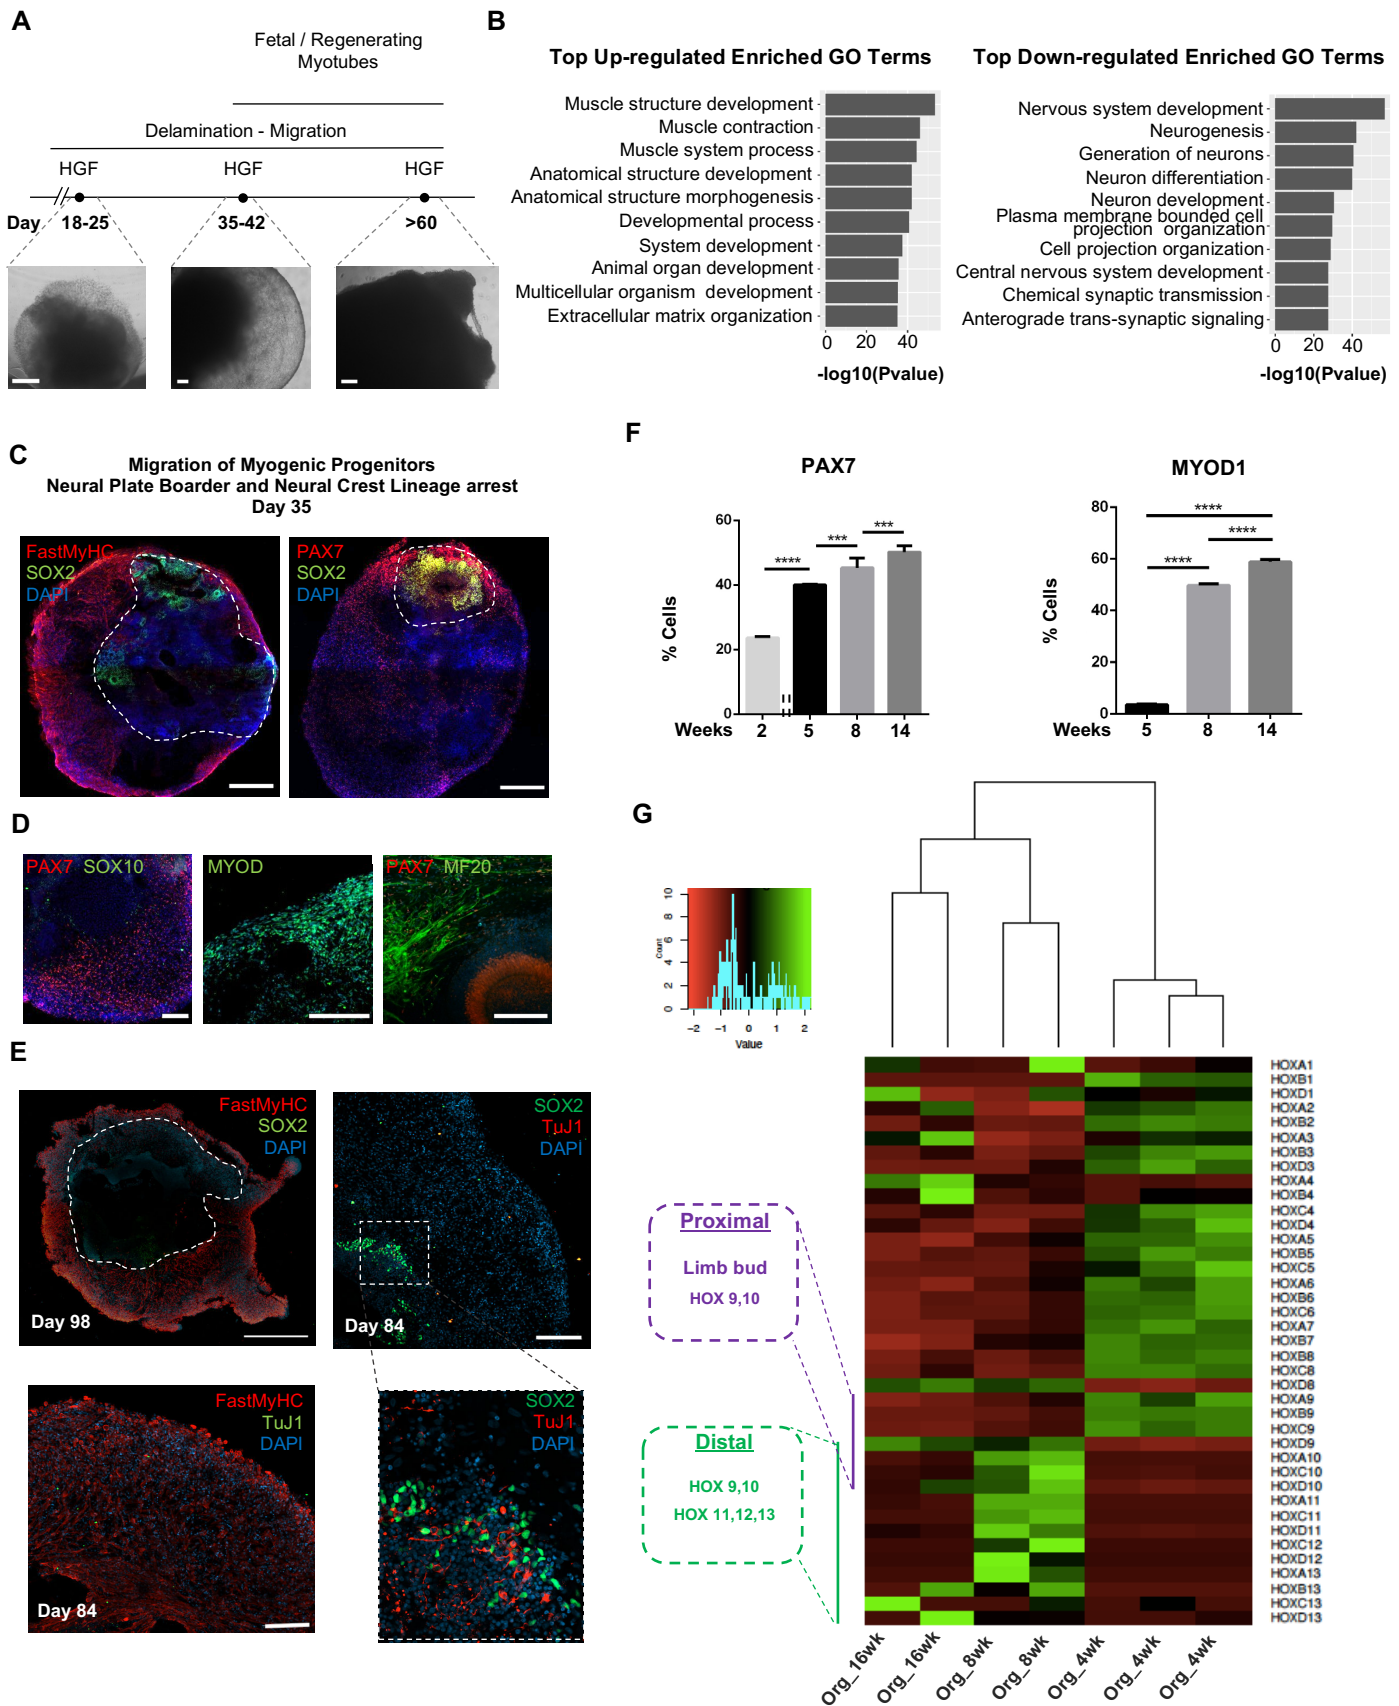 A
Fetal / Regenerating
Myotubes
Delamination - Migration
HGF
HGF
HGF
Day
18-25
35-42
>60
B
Top Up-regulated Enriched GO Terms
Muscle structure development
Muscle contraction
Muscle system process
Anatomical structure development
Anatomical structure morphogenesis
Developmental process
System development
Animal organ development
Multicellular organism development
Extracellular matrix organization
0 20 40
-log10(Pvalue)
Top Down-regulated Enriched GO Terms
Nervous system development
Neurogenesis
Generation of neurons
Neuron differentiation
Neuron development
Plasma membrane bounded cell
projection organization
Cell projection organization
Central nervous system development
Chemical synaptic transmission
Anterograde trans-synaptic signaling
0 20 40
-log10(Pvalue)
C
Migration of Myogenic Progenitors
Neural Plate Boarder and Neural Crest Lineage arrest
Day 35
FastMyHC
SOX2
DAPI
PAX7
SOX2
DAPI
D
PAX7 SOX10
MYOD
PAX7 MF20
E
FastMyHC
SOX2
DAPI
Day 98
SOX2
TuJ1
DAPI
Day 84
FastMyHC
TuJ1
DAPI
Day 84
SOX2
TuJ1
DAPI
F
PAX7
% Cells
60
40
20
0
****
***
***
Weeks 2 5 8 14
MYOD1
% Cells
80
60
40
20
0
****
****
****
5 8 14
G
Count
10
8
6
4
2
0
-2 -1 0 1 2
Value
Proximal
Limb bud
HOX 9,10
Distal
HOX 9,10
HOX 11,12,13
HOXA1
HOXB1
HOXD1
HOXA2
HOXB2
HOXA3
HOXB3
HOXD3
HOXA4
HOXB4
HOXC4
HOXD4
HOXA5
HOXB5
HOXC5
HOXA6
HOXB6
HOXC6
HOXA7
HOXB7
HOXB8
HOXC8
HOXD8
HOXA9
HOXB9
HOXC9
HOXD9
HOXA10
HOXC10
HOXD10
HOXA11
HOXC11
HOXD11
HOXC12
HOXD12
HOXA13
HOXB13
HOXC13
HOXD13
Org_16wk
Org_16wk
Org_8wk
Org_8wk
Org_4wk
Org_4wk
Org_4wk